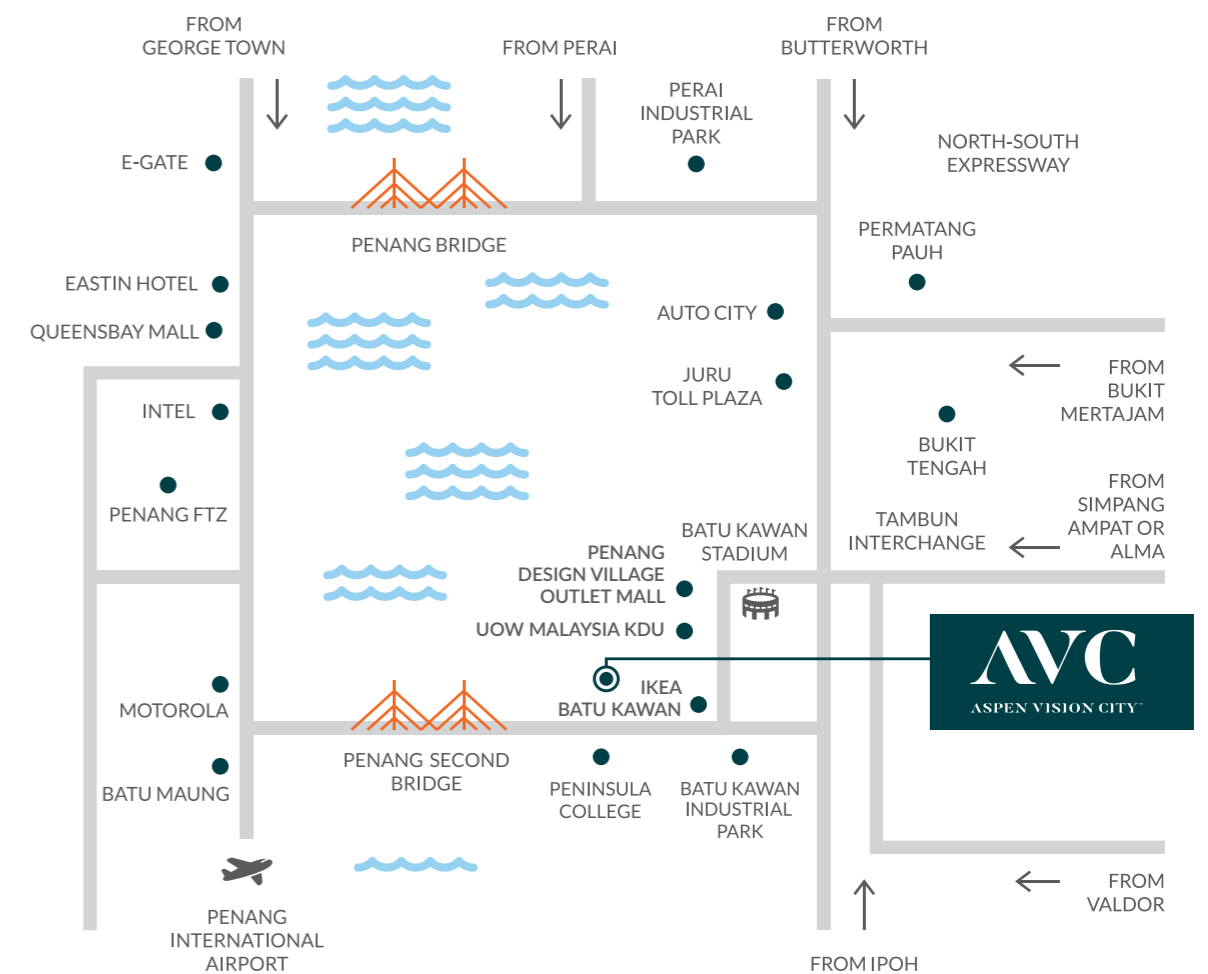 FROM
GEORGE TOWN
FROM PERAI
FROM
BUTTERWORTH
PERAI
INDUSTRIAL
PARK
NORTH-SOUTH
EXPRESSWAY
E-GATE
PENANG BRIDGE
PERMATANG
PAUH
EASTIN HOTEL
QUEENSBAY MALL
AUTO CITY
JURU
TOLL PLAZA
FROM
BUKIT
MERTAJAM
INTEL
BUKIT
TENGAH
PENANG FTZ
FROM
SIMPANG
AMPAT OR
ALMA
TAMBUN
INTERCHANGE
BATU KAWAN
STADIUM
PENANG
DESIGN VILLAGE
OUTLET MALL
UOW MALAYSIA KDU
AVC
ASPEN VISION CITY™
IKEA
BATU KAWAN
MOTOROLA
PENANG SECOND
BRIDGE
BATU MAUNG
PENINSULA
COLLEGE
BATU KAWAN
INDUSTRIAL
PARK
FROM
VALDOR
PENANG
INTERNATIONAL
AIRPORT
FROM IPOH